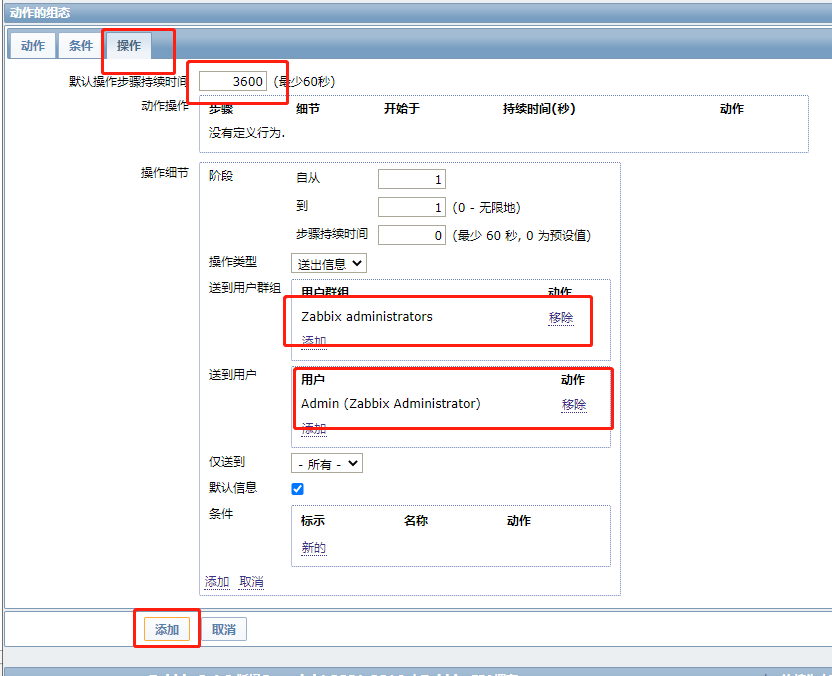 动作的组态
动作 条件 操作
默认操作步骤持续时间 3600 (最少60秒)
动作操作 步骤 细节 开始于 持续时间(秒) 动作
没有定义行为.
操作细节 阶段 自从 1
到 1 (0 - 无限地)
步骤持续时间 0 (最少 60 秒, 0 为预设值)
操作类型 送出信息
送到用户群组 用户群组 动作
Zabbix administrators 移除
添加
送到用户 用户 动作
Admin (Zabbix Administrator) 移除
添加
仅送到 - 所有 -
默认信息
条件 标示 名称 动作
新的
添加 取消
添加 取消